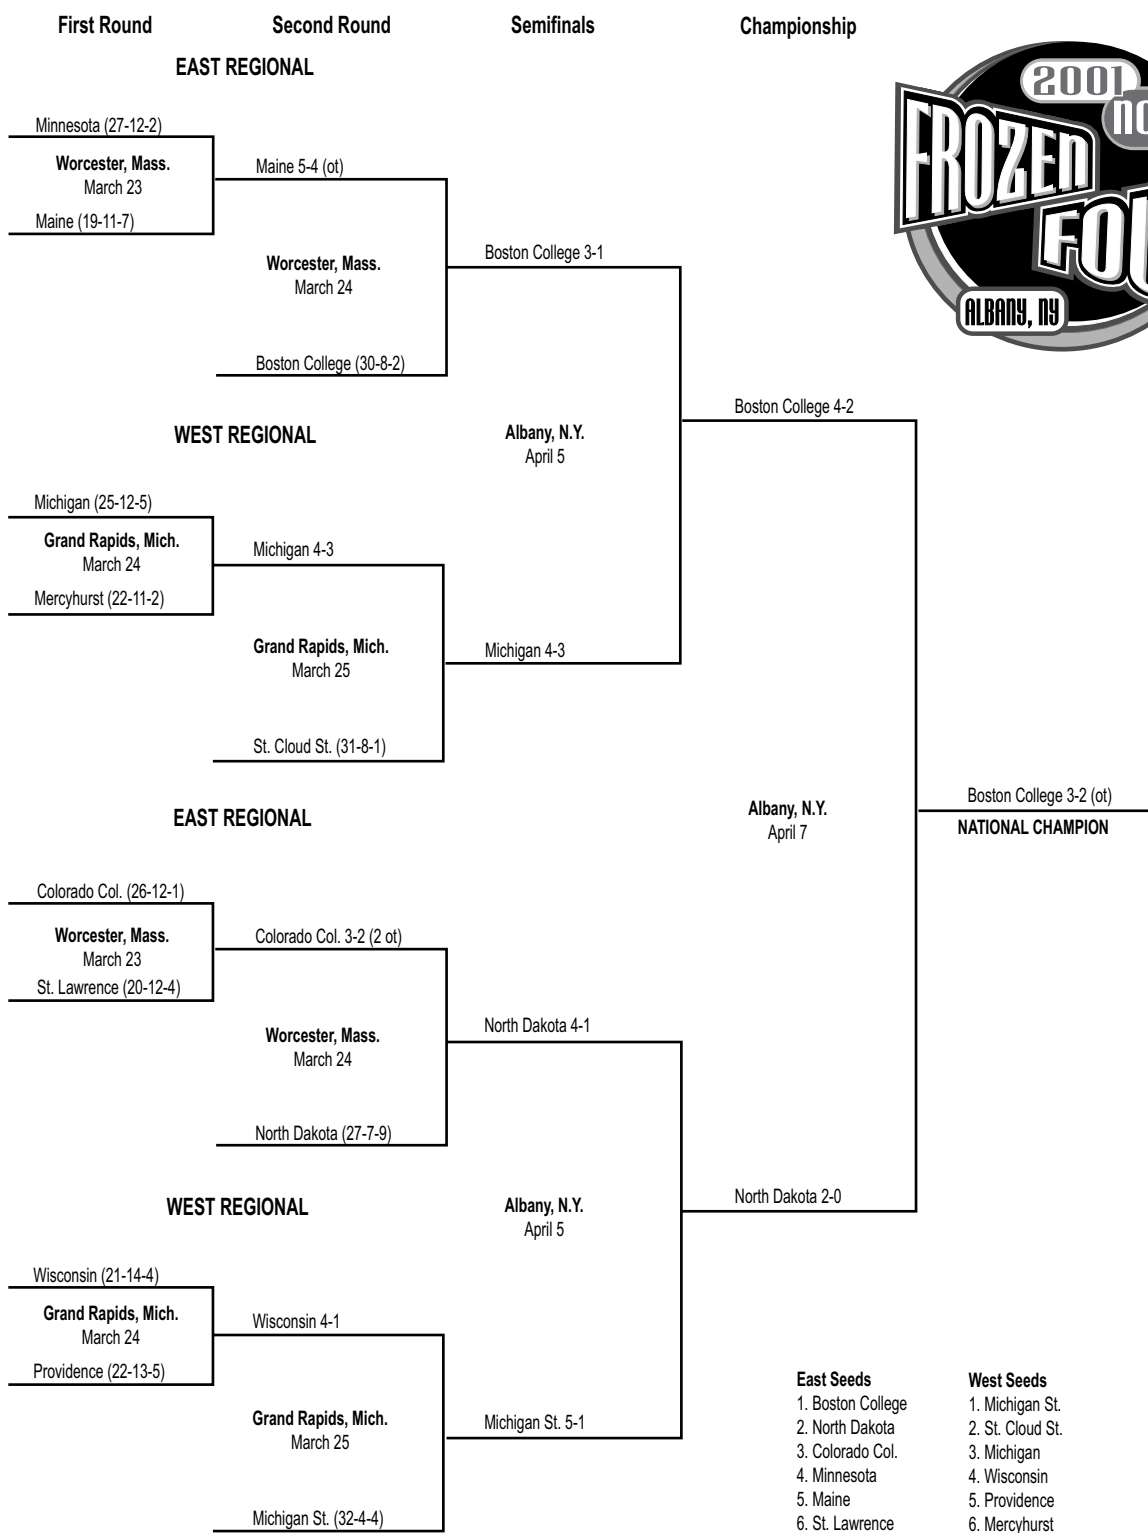 First Round Second Round Semifinals Championship
EAST REGIONAL
2001
FROZEN
ALBANY, NY
Minnesota (27-12-2)
Worcester, Mass.
March 23
Maine (19-11-7)
Maine 5-4 (ot)
Worcester, Mass.
March 24
Boston College (30-8-2)
Boston College 3-1
WEST REGIONAL
Albany, N.Y.
April 5
Boston College 4-2
Michigan (25-12-5)
Grand Rapids, Mich.
March 24
Mercyhurst (22-11-2)
Michigan 4-3
Grand Rapids, Mich.
March 25
St. Cloud St. (31-8-1)
Michigan 4-3
Albany, N.Y.
April 7
Boston College 3-2 (ot)
NATIONAL CHAMPION
EAST REGIONAL
Colorado Col. (26-12-1)
Worcester, Mass.
March 23
St. Lawrence (20-12-4)
Colorado Col. 3-2 (2 ot)
Worcester, Mass.
March 24
North Dakota (27-7-9)
North Dakota 4-1
WEST REGIONAL
Albany, N.Y.
April 5
North Dakota 2-0
Wisconsin (21-14-4)
Grand Rapids, Mich.
March 24
Providence (22-13-5)
Wisconsin 4-1
Grand Rapids, Mich.
March 25
Michigan St. (32-4-4)
Michigan St. 5-1
East Seeds
1. Boston College
2. North Dakota
3. Colorado Col.
4. Minnesota
5. Maine
6. St. Lawrence
West Seeds
1. Michigan St.
2. St. Cloud St.
3. Michigan
4. Wisconsin
5. Providence
6. Mercyhurst